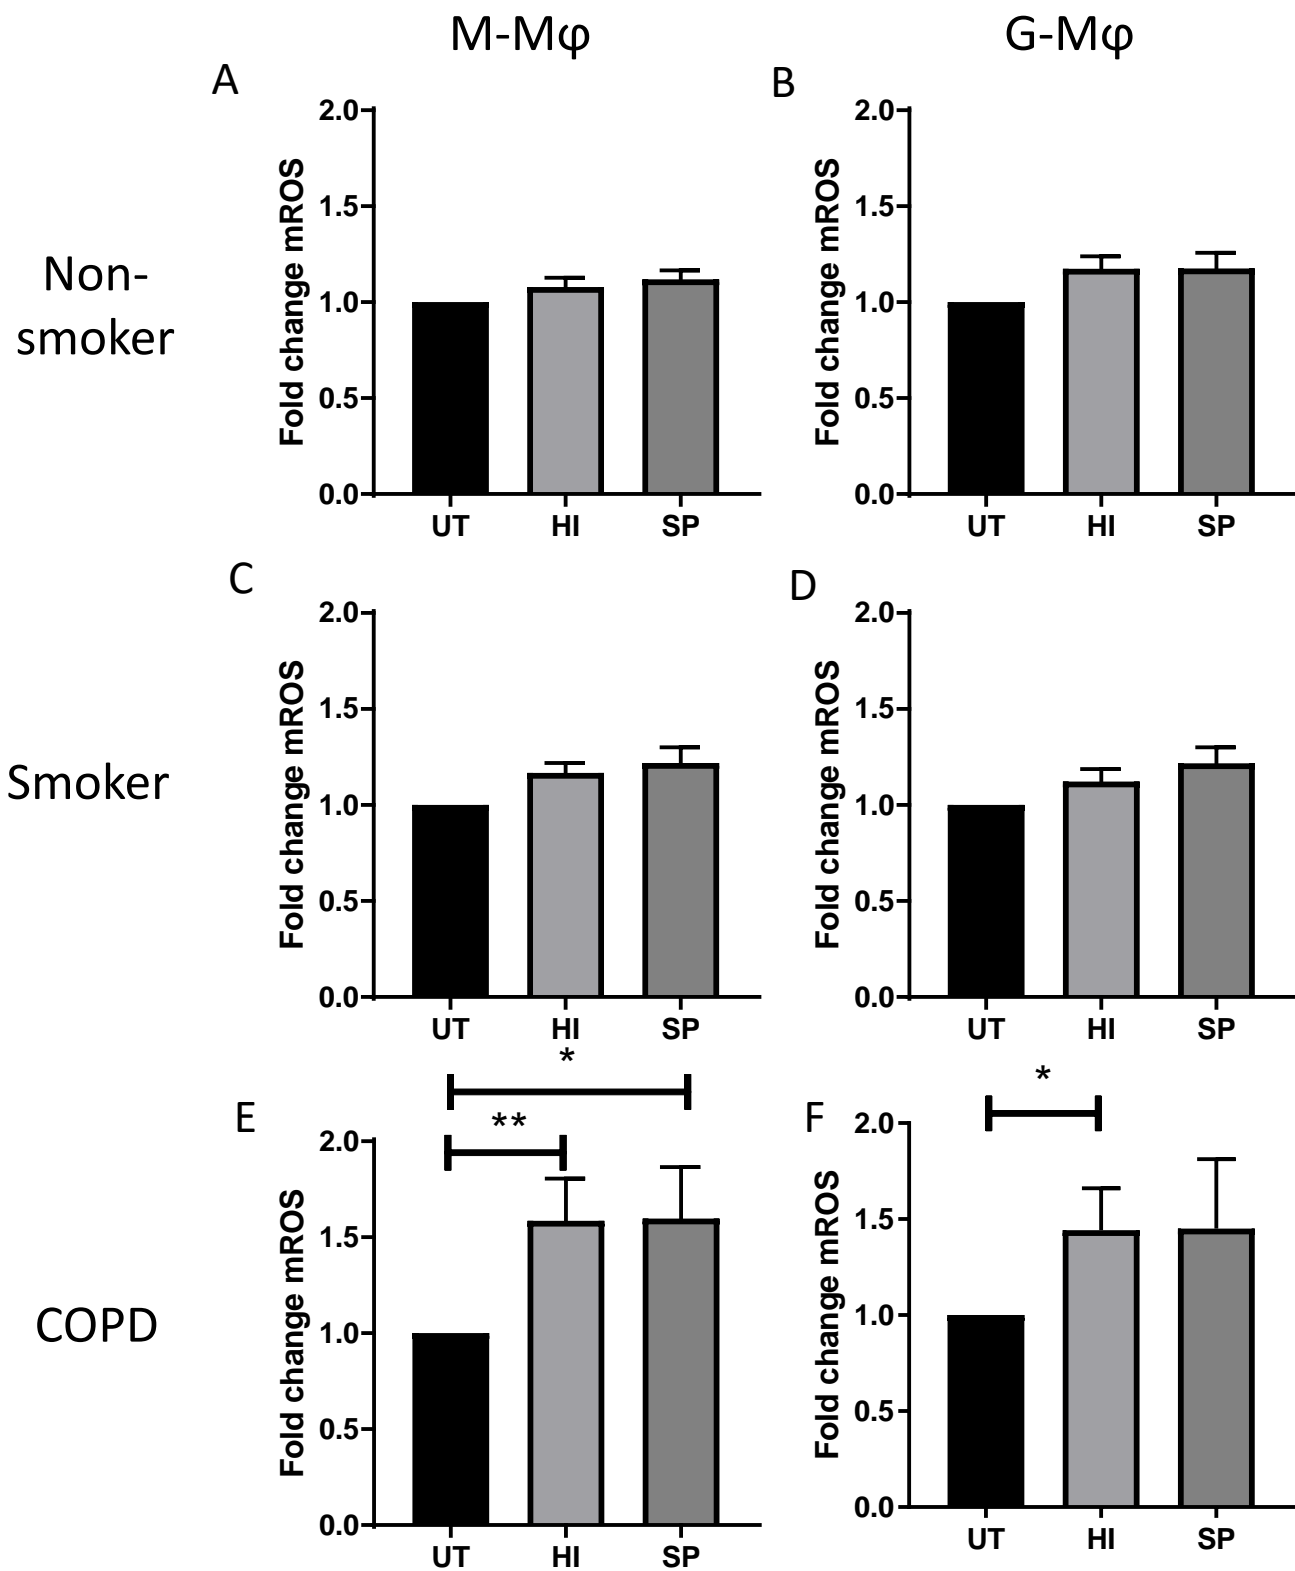 M-Mφ
G-Mφ
Non-
smoker
A
2.0
1.5
1.0
0.5
0.0
Fold change mROS
UT HI SP
B
2.0
1.5
1.0
0.5
0.0
Fold change mROS
UT HI SP
Smoker
C
2.0
1.5
1.0
0.5
0.0
Fold change mROS
UT HI SP
D
2.0
1.5
1.0
0.5
0.0
Fold change mROS
UT HI SP
COPD
E
*
**
2.0
1.5
1.0
0.5
0.0
Fold change mROS
UT HI SP
F
*
2.0
1.5
1.0
0.5
0.0
Fold change mROS
UT HI SP